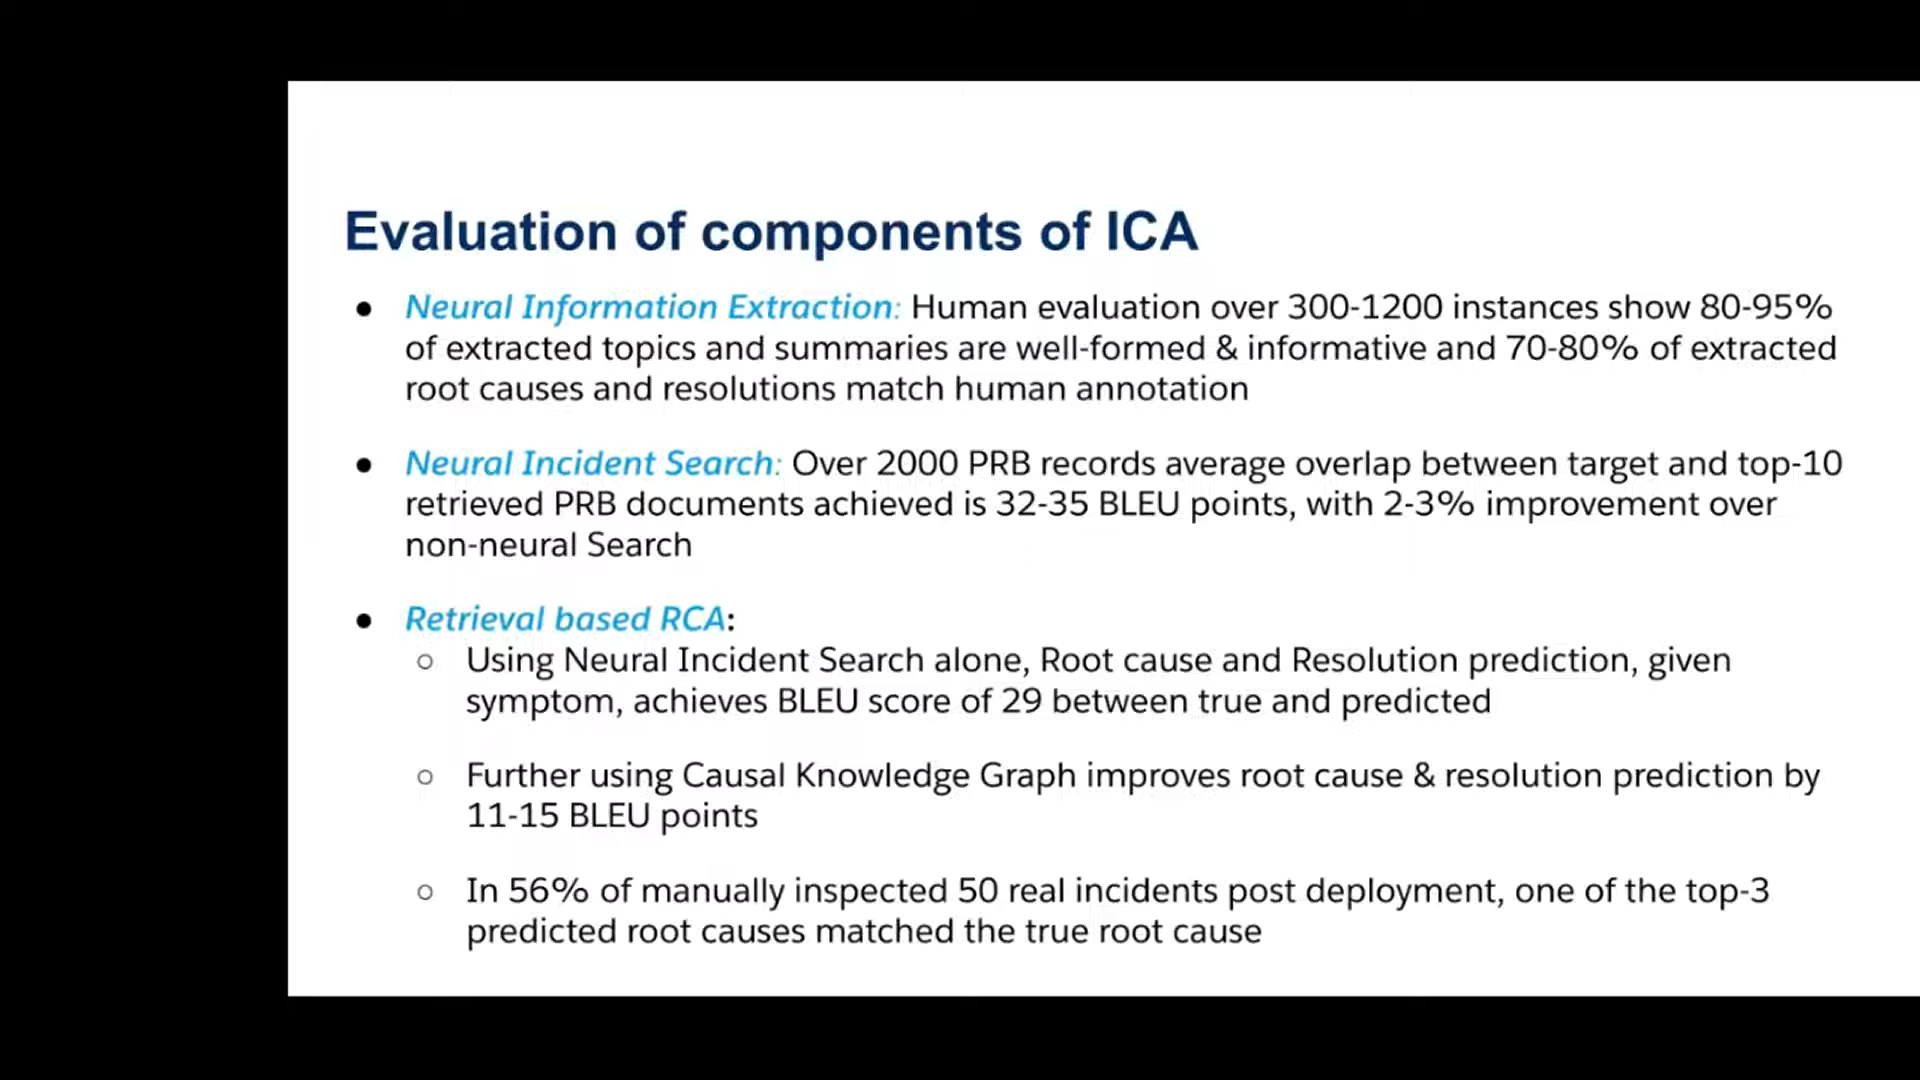 Evaluation of components of ICA
● Neural Information Extraction: Human evaluation over 300-1200 instances show 80-95%
of extracted topics and summaries are well-formed & informative and 70-80% of extracted
root causes and resolutions match human annotation
● Neural Incident Search: Over 2000 PRB records average overlap between target and top-10
retrieved PRB documents achieved is 32-35 BLEU points, with 2-3% improvement over
non-neural Search
● Retrieval based RCA:
○ Using Neural Incident Search alone, Root cause and Resolution prediction, given
symptom, achieves BLEU score of 29 between true and predicted
○ Further using Causal Knowledge Graph improves root cause & resolution prediction by
11-15 BLEU points
○ In 56% of manually inspected 50 real incidents post deployment, one of the top-3
predicted root causes matched the true root cause